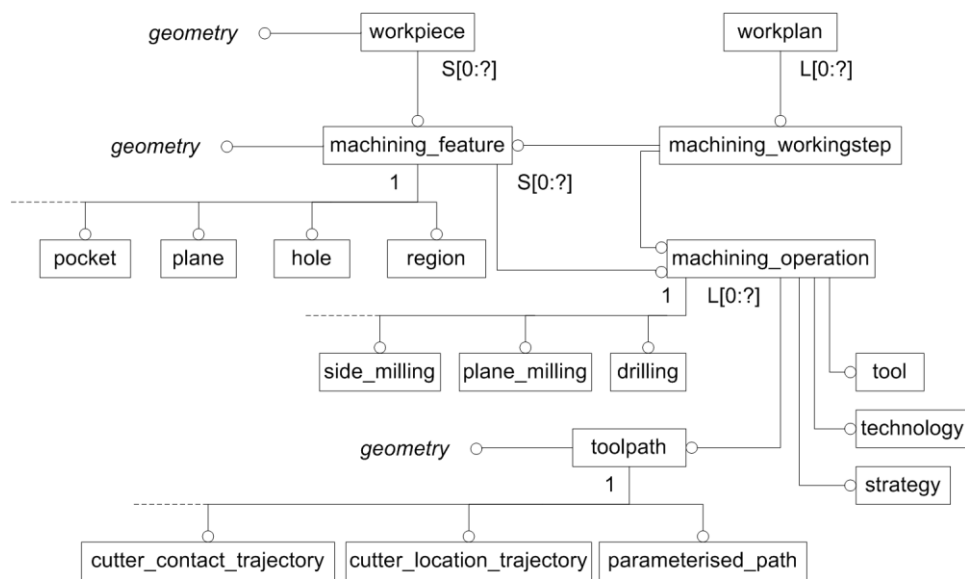 geometry
workpiece
workplan
S[0:?]
L[0:?]
geometry
machining_feature
machining_workingstep
1
S[0:?]
pocket
plane
hole
region
machining_operation
1
L[0:?]
side_milling
plane_milling
drilling
tool
geometry
toolpath
technology
1
strategy
cutter_contact_trajectory
cutter_location_trajectory
parameterised_path